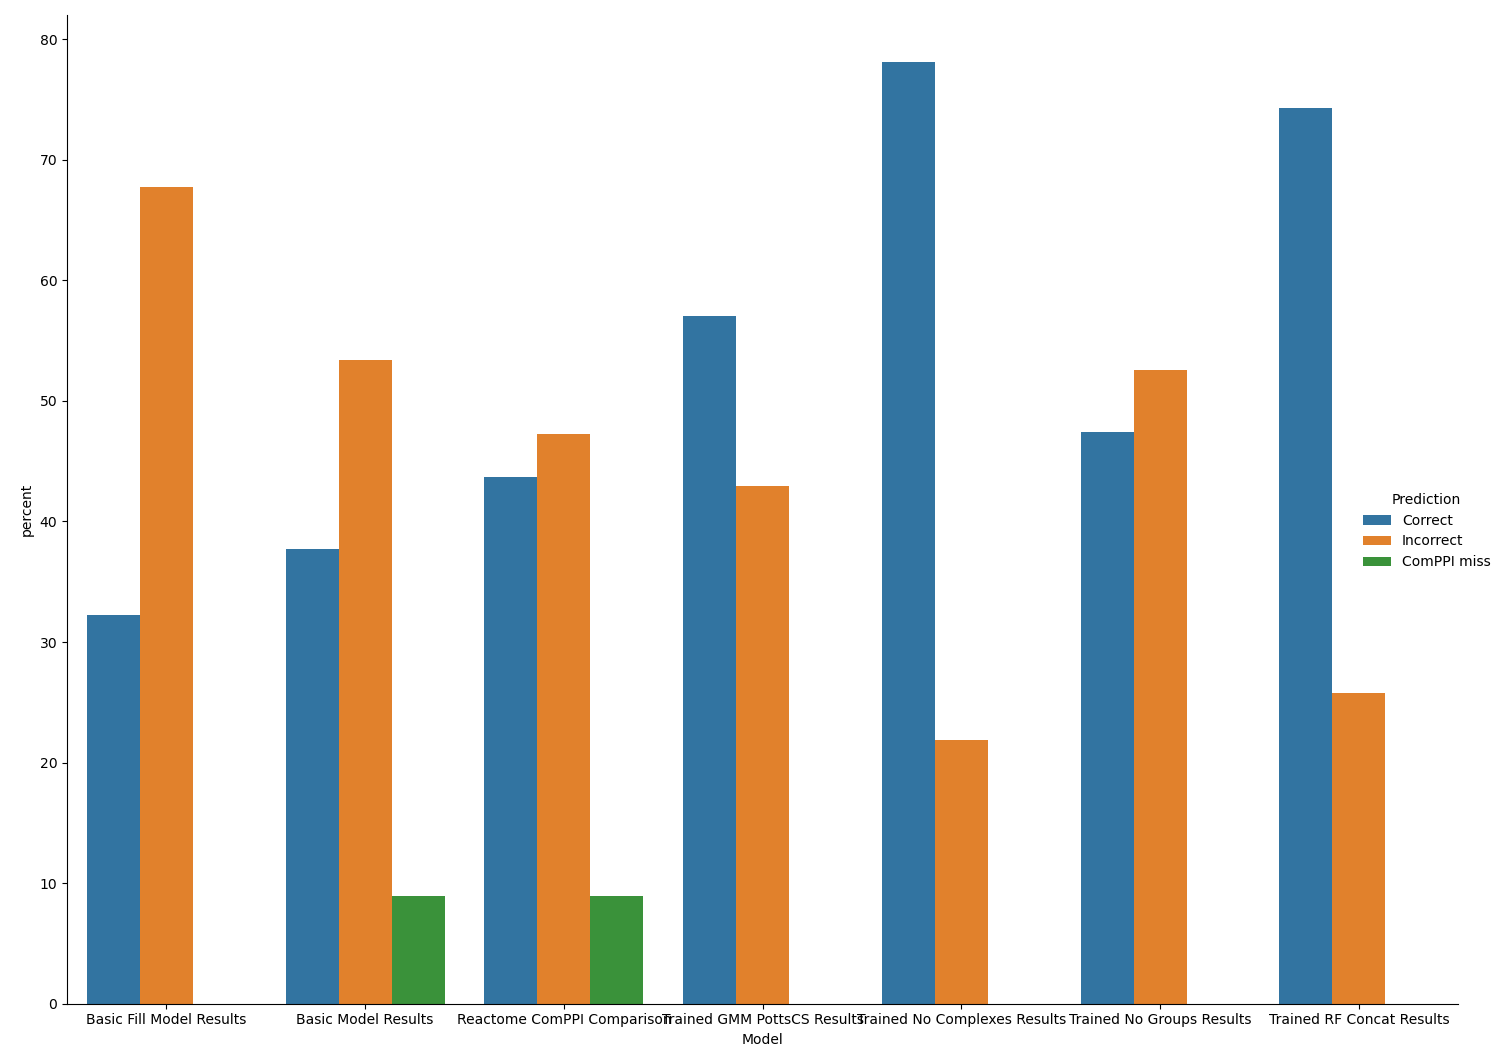 80
70
60
50
40
30
20
10
0
percent
Basic Fill Model Results
Basic Model Results
Reactome ComPPI Comparison
Trained GMM PottsCS Results
Trained No Complexes Results
Trained No Groups Results
Trained RF Concat Results
Model
Prediction
Correct
Incorrect
ComPPI miss